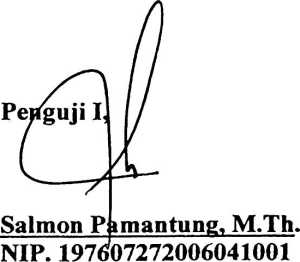 Penguji I,
Salmon Pamantung, M.Th.
NIP. 197607272006041001